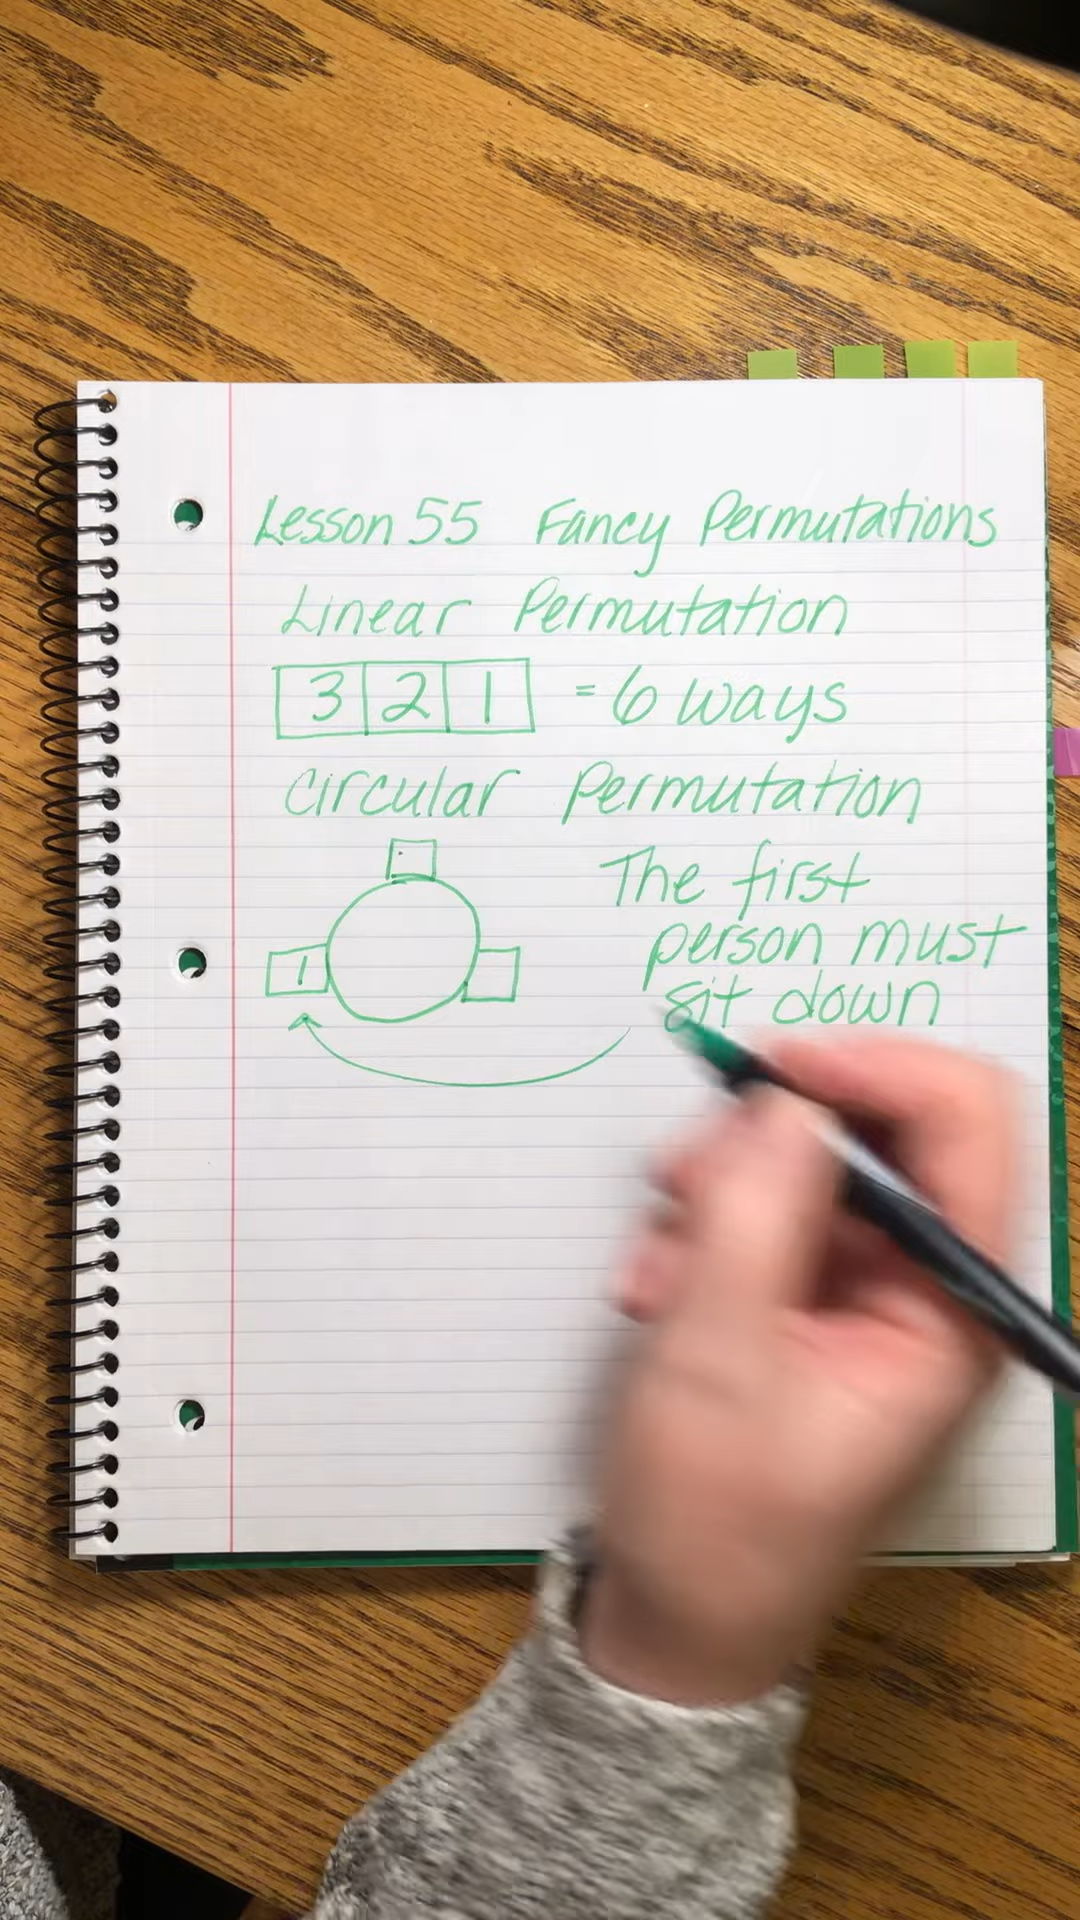 Lesson 55 Fancy Permutations
Linear Permutation
3 2 1 = 6 ways
Circular Permutation
The first
person must
1
sit down